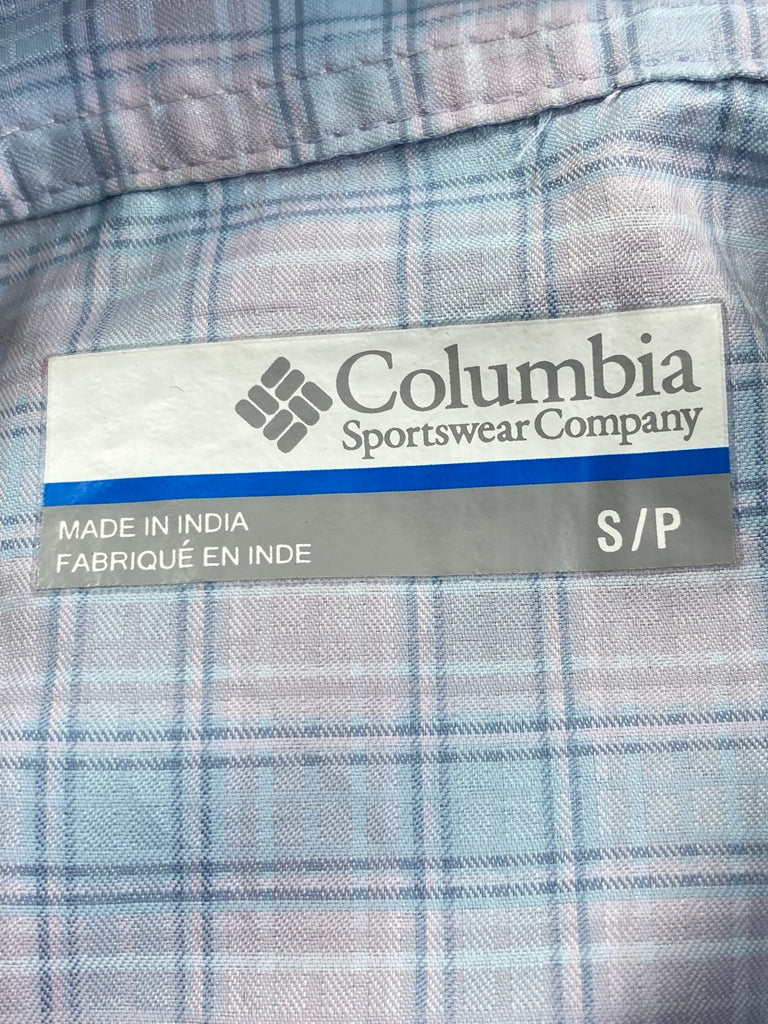 Columbia
Sportswear Company
MADE IN INDIA
FABRIQUÉ EN INDE
S/P